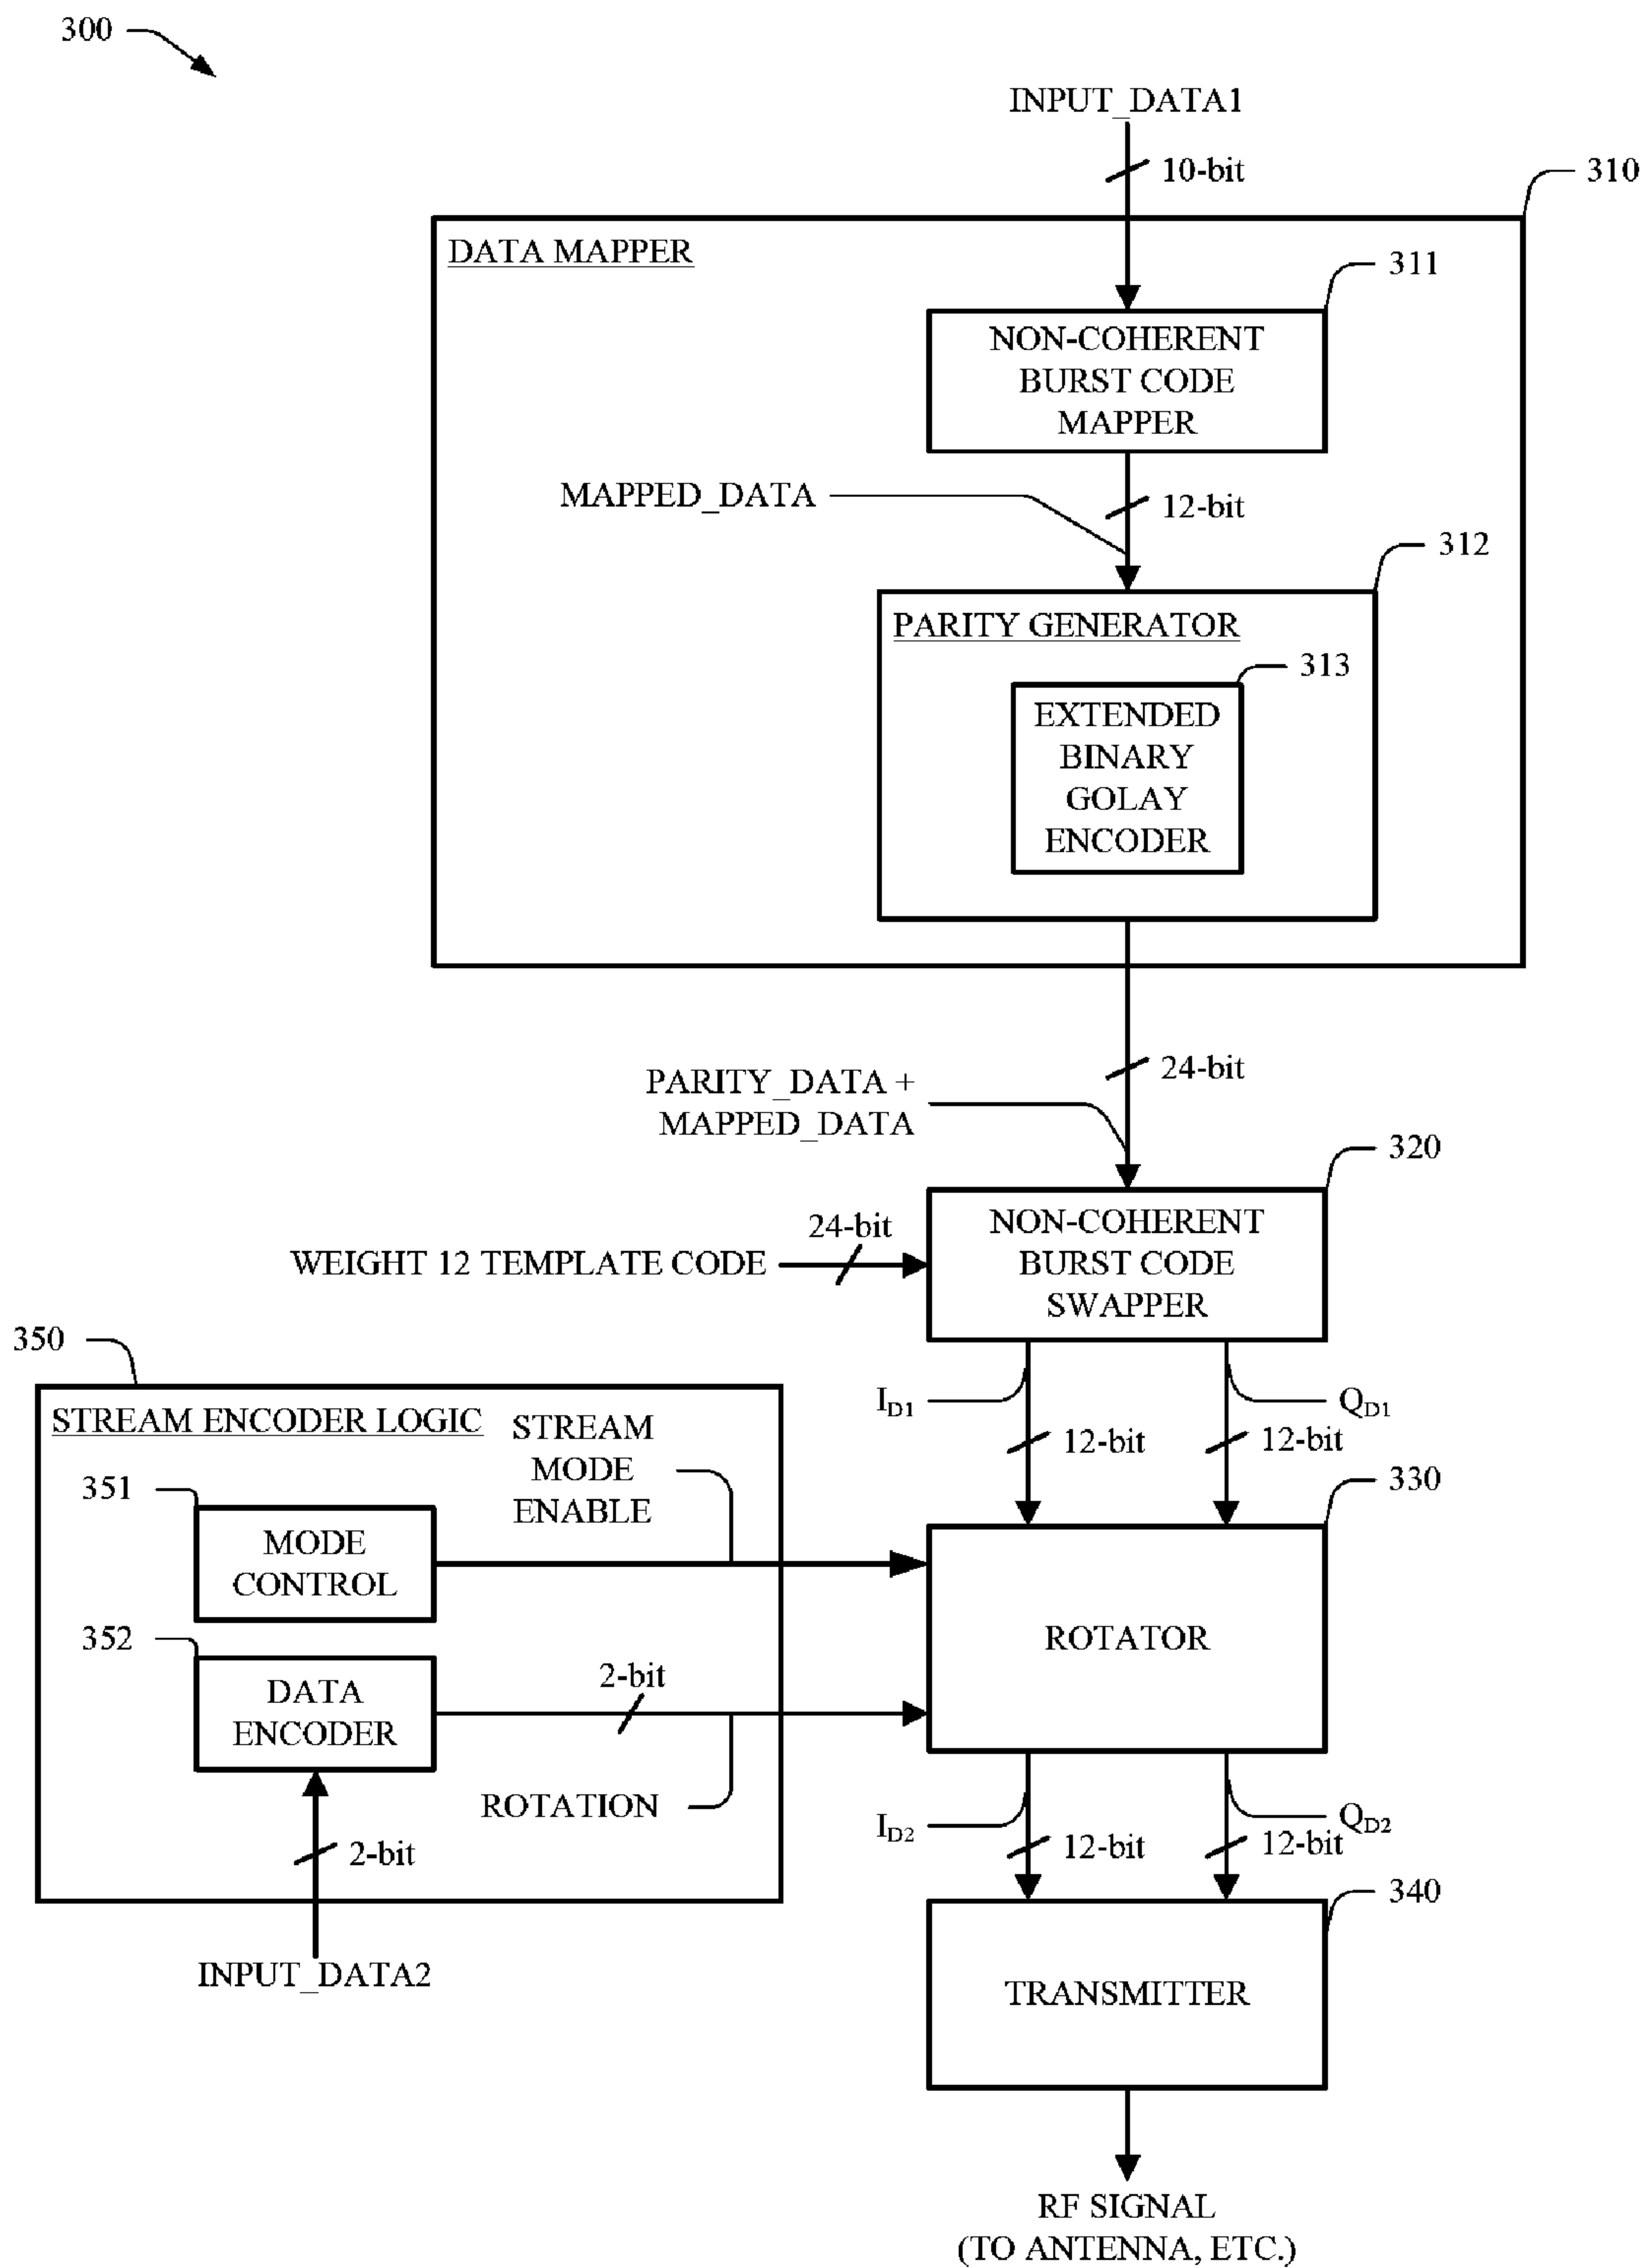 300
INPUT_DATA1
10-bit
310
DATA MAPPER
311
NON-COHERENT
BURST CODE
MAPPER
MAPPED_DATA
12-bit
312
PARITY GENERATOR
313
EXTENDED
BINARY
GOLAY
ENCODER
24-bit
PARITY_DATA +
MAPPED_DATA
320
24-bit
WEIGHT 12 TEMPLATE CODE
NON-COHERENT
BURST CODE
SWAPPER
350
I_D1
Q_D1
12-bit
12-bit
STREAM ENCODER LOGIC
STREAM
MODE
ENABLE
330
351
MODE
CONTROL
ROTATOR
352
DATA
ENCODER
2-bit
ROTATION
2-bit
I_D2
Q_D2
12-bit
12-bit
340
INPUT_DATA2
TRANSMITTER
RF SIGNAL
(TO ANTENNA, ETC.)